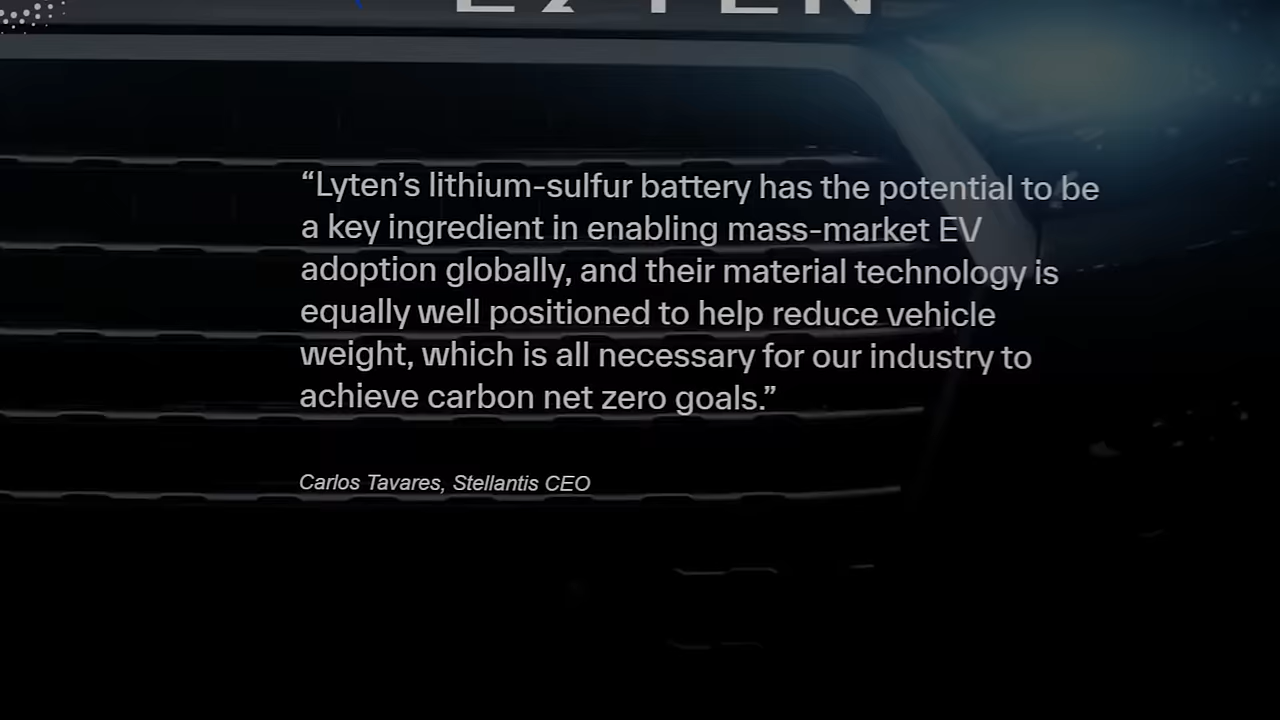 LYTEN
“Lyten’s lithium-sulfur battery has the potential to be
a key ingredient in enabling mass-market EV
adoption globally, and their material technology is
equally well positioned to help reduce vehicle
weight, which is all necessary for our industry to
achieve carbon net zero goals.”
Carlos Tavares, Stellantis CEO